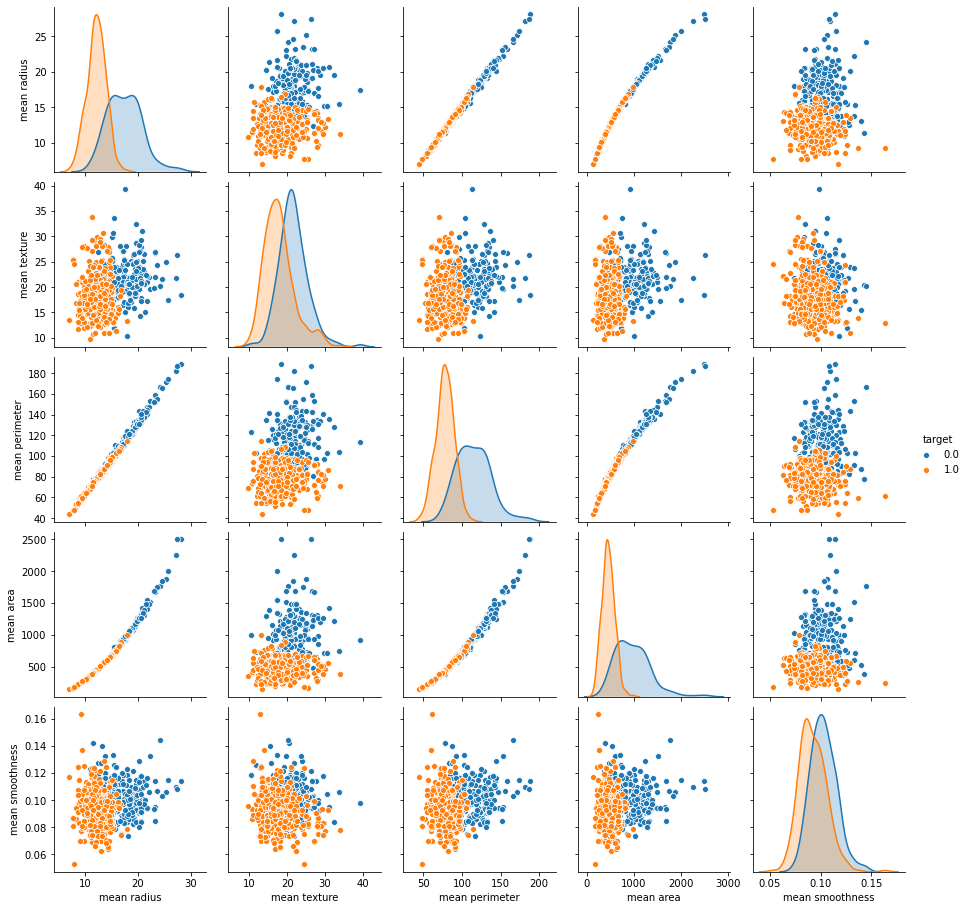 25
20
15
10
mean radius
40
35
30
25
20
15
10
mean texture
180
160
140
120
100
80
60
40
mean perimeter
target
0.0
1.0
2500
2000
1500
1000
500
mean area
0.16
0.14
0.12
0.10
0.08
0.06
mean smoothness
10 20 30
10 20 30 40
50 100 150 200
0 1000 2000 3000
0.05 0.10 0.15
mean radius
mean texture
mean perimeter
mean area
mean smoothness